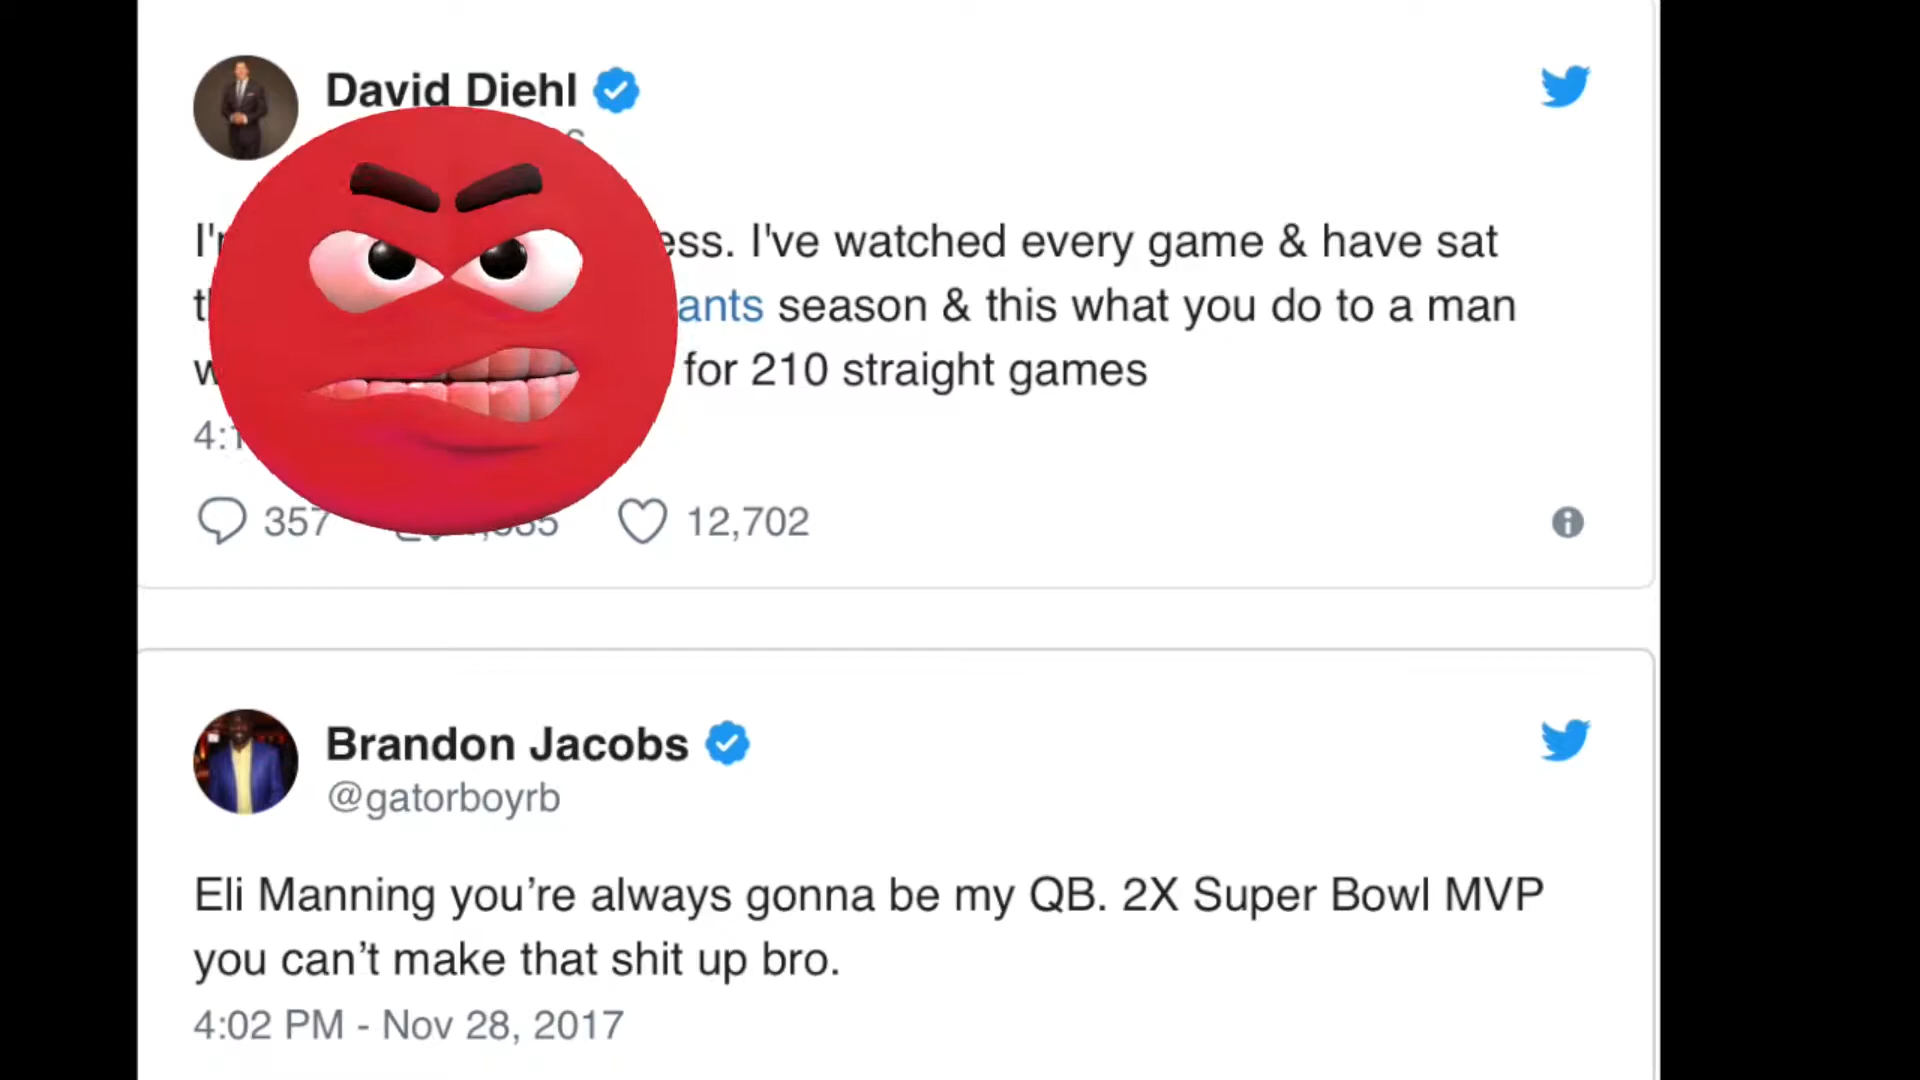 David Diehl
I've watched every game & have sat
season & this what you do to a man
for 210 straight games
357 12,702
Brandon Jacobs
@gatorboyrb
Eli Manning you’re always gonna be my QB. 2X Super Bowl MVP
you can’t make that shit up bro.
4:02 PM - Nov 28, 2017